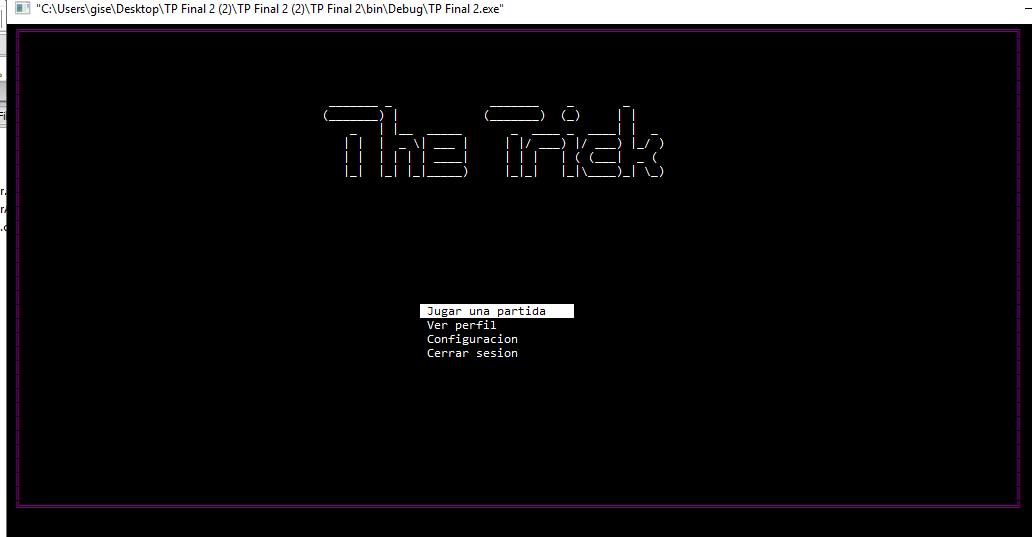 "C:\Users\gise\Desktop\TP Final 2 (2)\TP Final 2 (2)\TP Final 2\bin\Debug\TP Final 2.exe"
The Trick
Jugar una partida
Ver perfil
Configuracion
Cerrar sesion